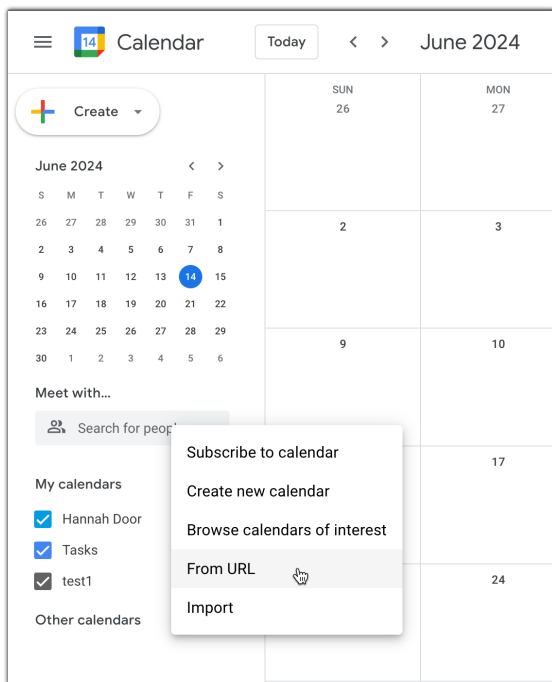 14 Calendar Today June 2024
Create
June 2024
S M T W T F S
26 27 28 29 30 31 1
2 3 4 5 6 7 8
9 10 11 12 13 14 15
16 17 18 19 20 21 22
23 24 25 26 27 28 29
30 1 2 3 4 5 6
Meet with...
Search for peop
My calendars
Hannah Door
Tasks
test1
Other calendars
Subscribe to calendar
Create new calendar
Browse calendars of interest
From URL
Import
SUN MON
26 27
2 3
9 10
17
24